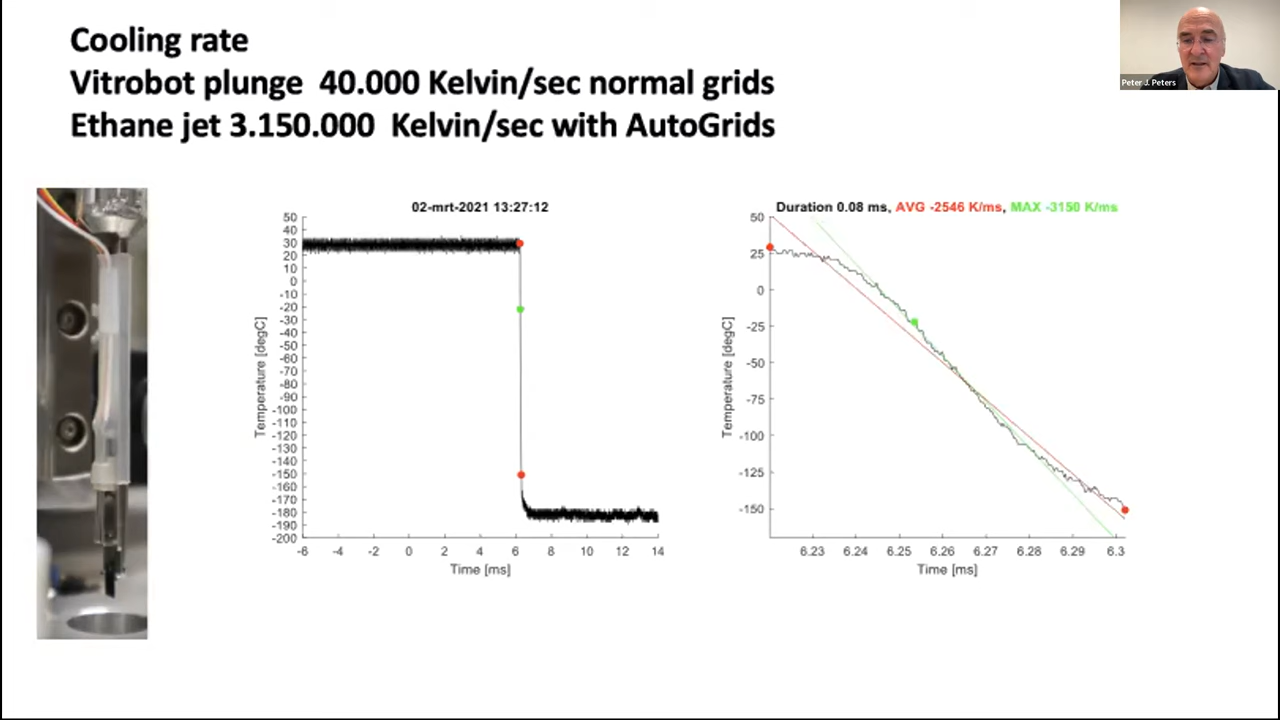 Cooling rate
Vitrobot plunge 40.000 Kelvin/sec normal grids
Ethane jet 3.150.000 Kelvin/sec with AutoGrids
Peter J. Peters
02-mrt-2021 13:27:12
50
40
30
20
10
0
-10
-20
-30
-40
-50
-60
-70
-80
-90
-100
-110
-120
-130
-140
-150
-160
-170
-180
-190
-200
Temperature [degC]
-6 -4 -2 0 2 4 6 8 10 12 14
Time [ms]
Duration 0.08 ms, AVG -2546 K/ms, MAX -3150 K/ms
50
25
0
-25
-50
-75
-100
-125
-150
Temperature [degC]
6.23 6.24 6.25 6.26 6.27 6.28 6.29 6.3
Time [ms]